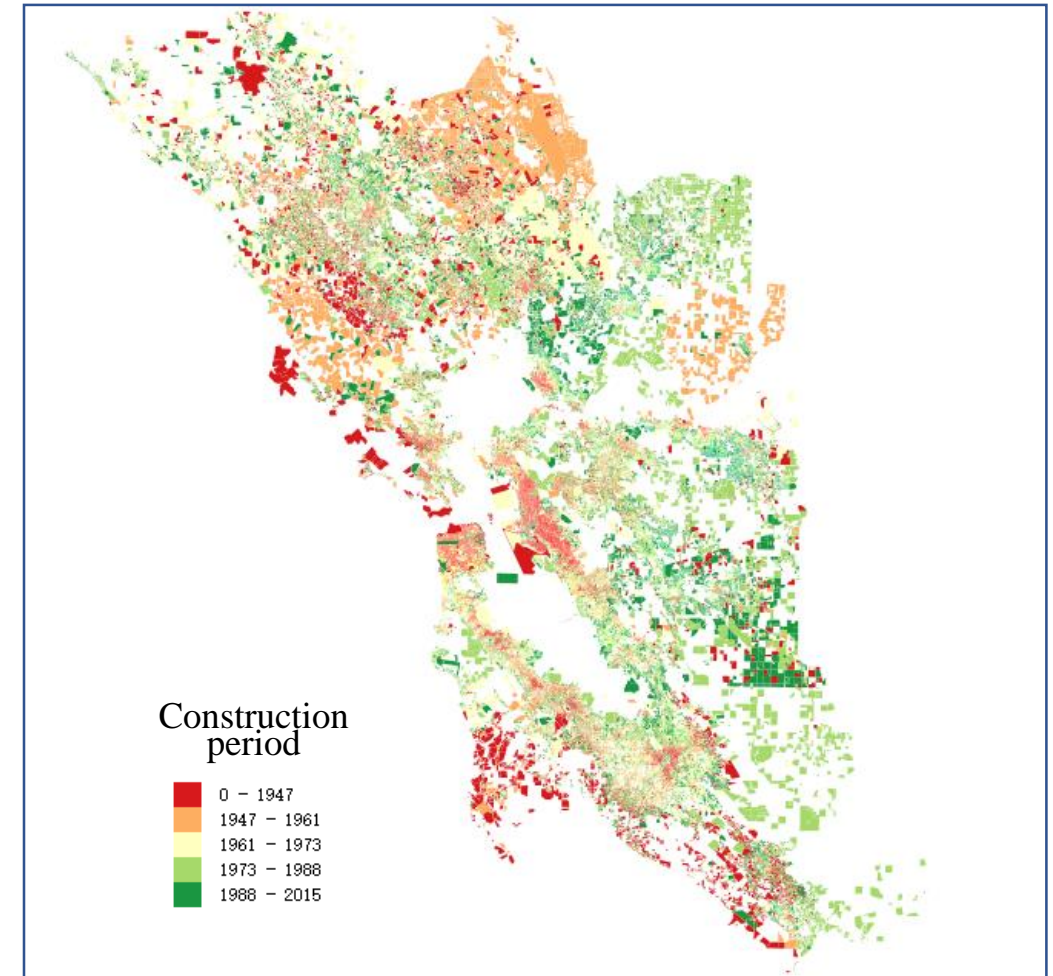 Construction
period
0 - 1947
1947 - 1961
1961 - 1973
1973 - 1988
1988 - 2015